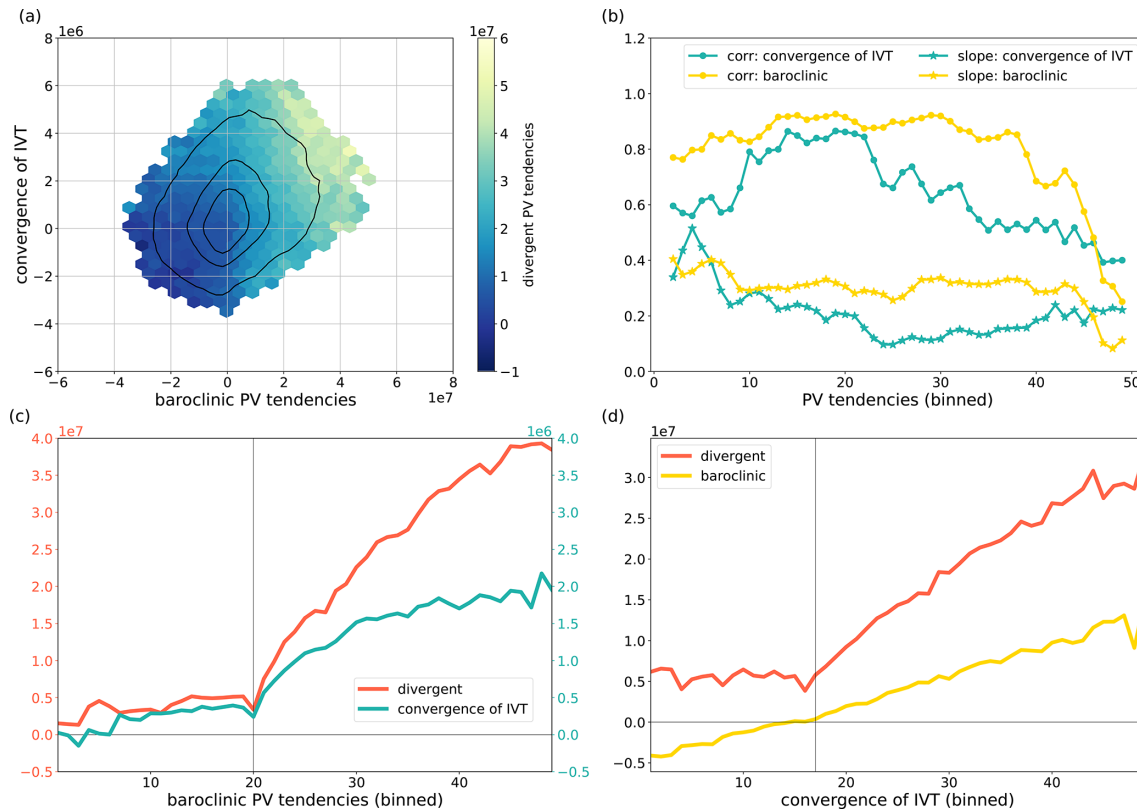 (a)
1e6
8
6
4
2
0
−2
−4
−6
convergence of IVT
−6 −4 −2 0 2 4 6 8
baroclinic PV tendencies
1e7
1e7
6
5
4
3
2
1
0
−1
divergent PV tendencies
(b)
1.2
1.0
0.8
0.6
0.4
0.2
0.0
corr: convergence of IVT
corr: baroclinic
slope: convergence of IVT
slope: baroclinic
0 10 20 30 40 50
PV tendencies (binned)
(c)
1e7
4.0
3.5
3.0
2.5
2.0
1.5
1.0
0.5
0.0
−0.5
1e6
4.0
3.5
3.0
2.5
2.0
1.5
1.0
0.5
0.0
−0.5
divergent
convergence of IVT
10 20 30 40
baroclinic PV tendencies (binned)
(d)
1e7
3.0
2.5
2.0
1.5
1.0
0.5
0.0
−0.5
divergent
baroclinic
10 20 30 40
convergence of IVT (binned)